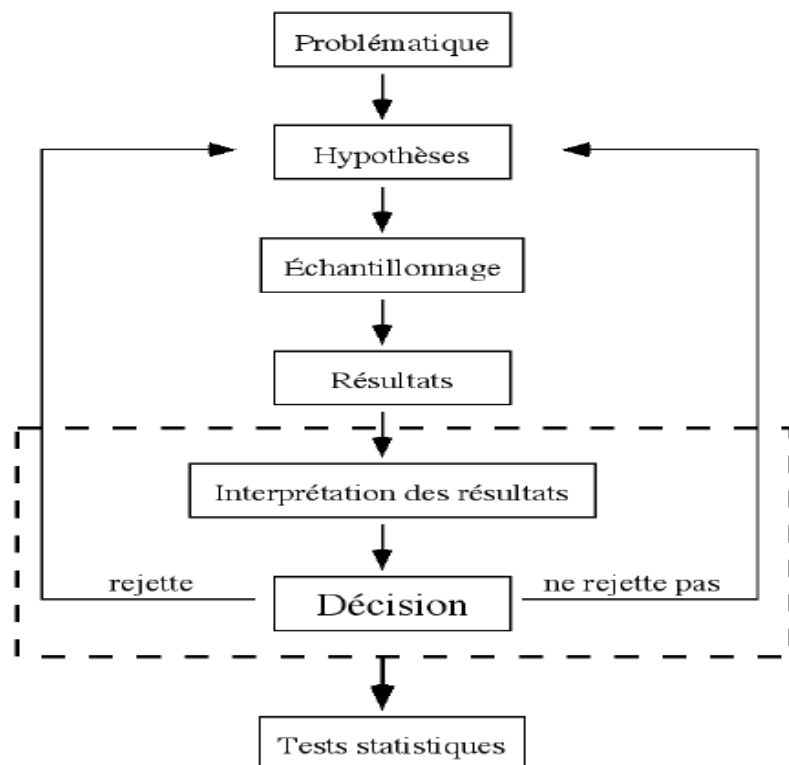 Problématique
Hypothèses
Échantillonnage
Résultats
Interprétation des résultats
rejette
Décision
ne rejette pas
Tests statistiques